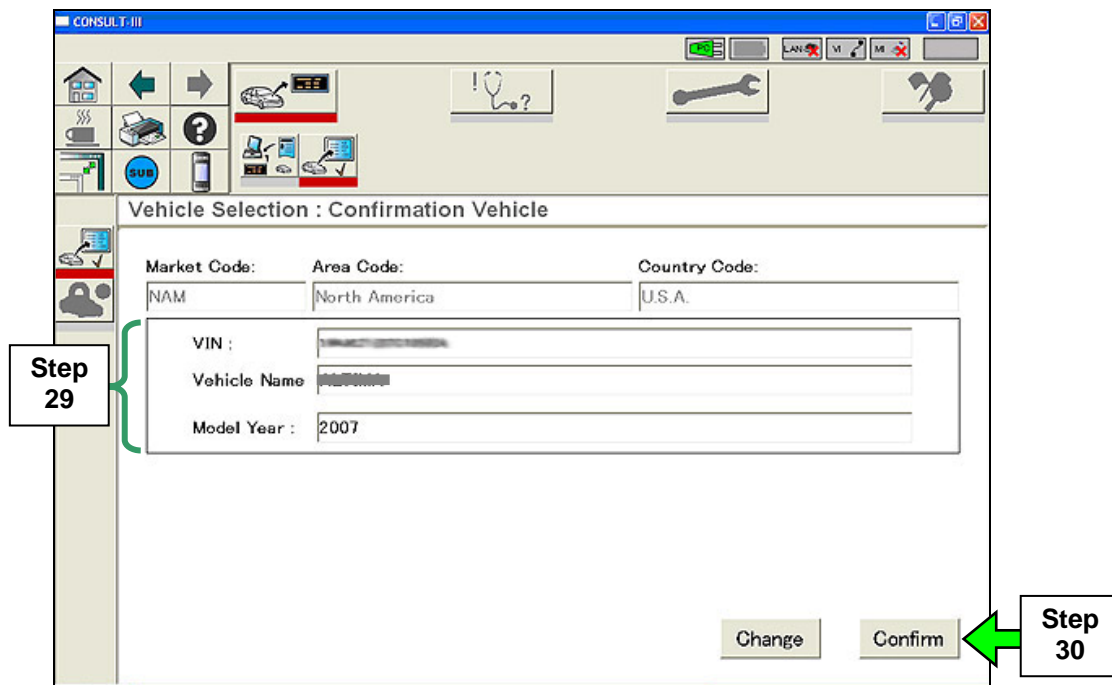 CONSULT-III
PC LAN VI MI
!?
SUB
Vehicle Selection : Confirmation Vehicle
Market Code: Area Code: Country Code:
NAM North America U.S.A.
VIN :
Step
29
Vehicle Name
Model Year : 2007
Change Confirm
Step
30